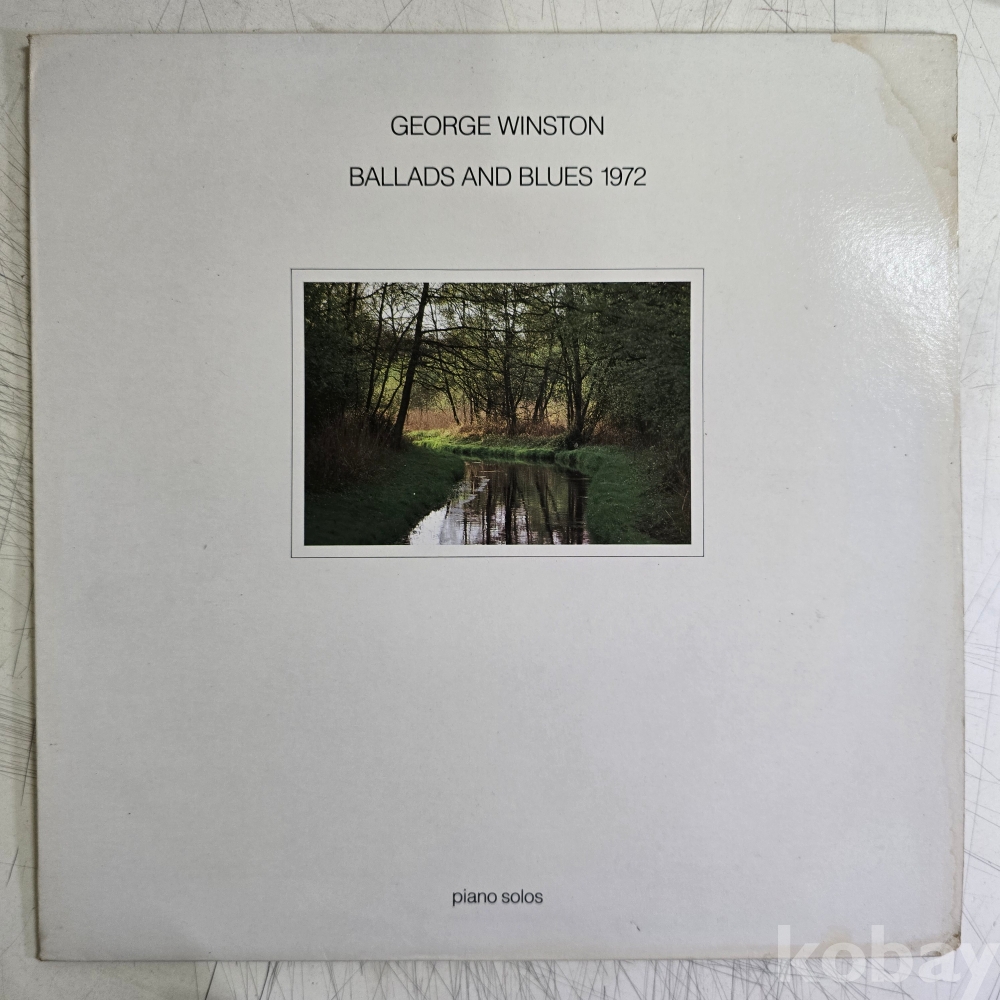 GEORGE WINSTON
BALLADS AND BLUES 1972
piano solos
kobay